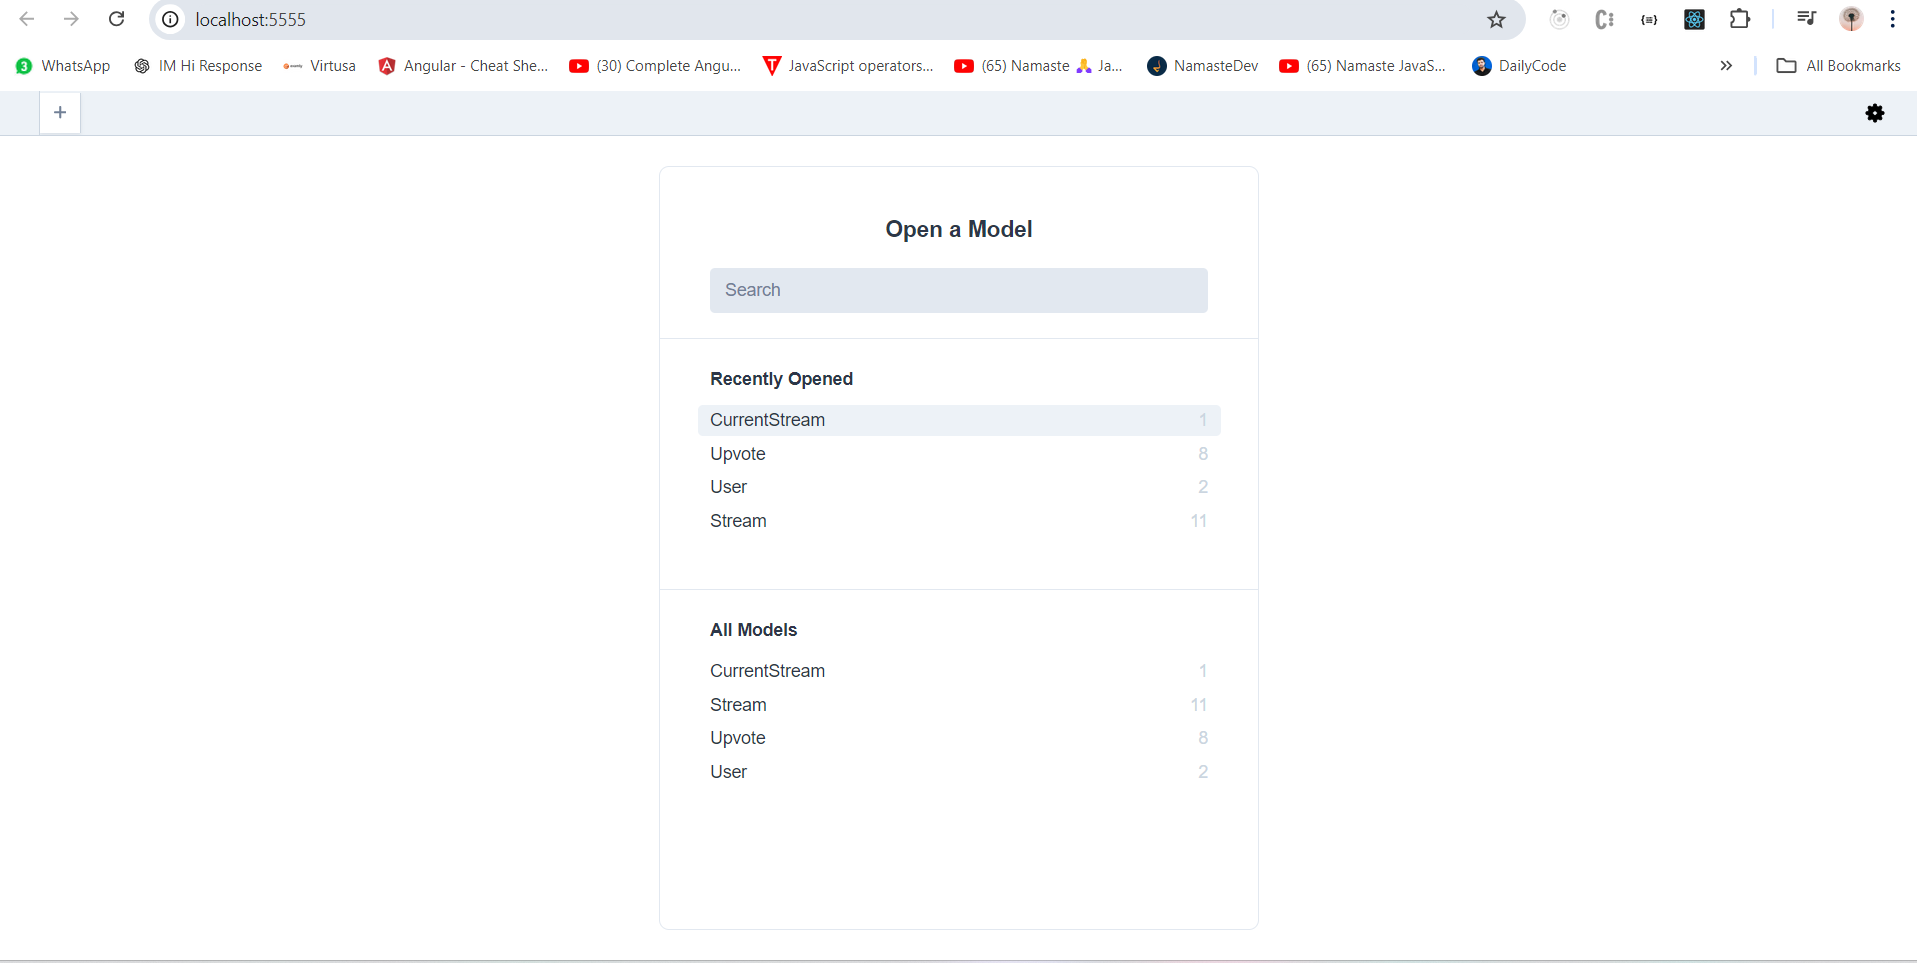 localhost:5555
WhatsApp IM Hi Response Virtusa Angular - Cheat She... (30) Complete Angu... JavaScript operators... (65) Namaste 🙏 Ja... NamasteDev (65) Namaste JavaS... DailyCode » All Bookmarks
+
Open a Model
Search
Recently Opened
CurrentStream 1
Upvote 8
User 2
Stream 11
All Models
CurrentStream 1
Stream 11
Upvote 8
User 2